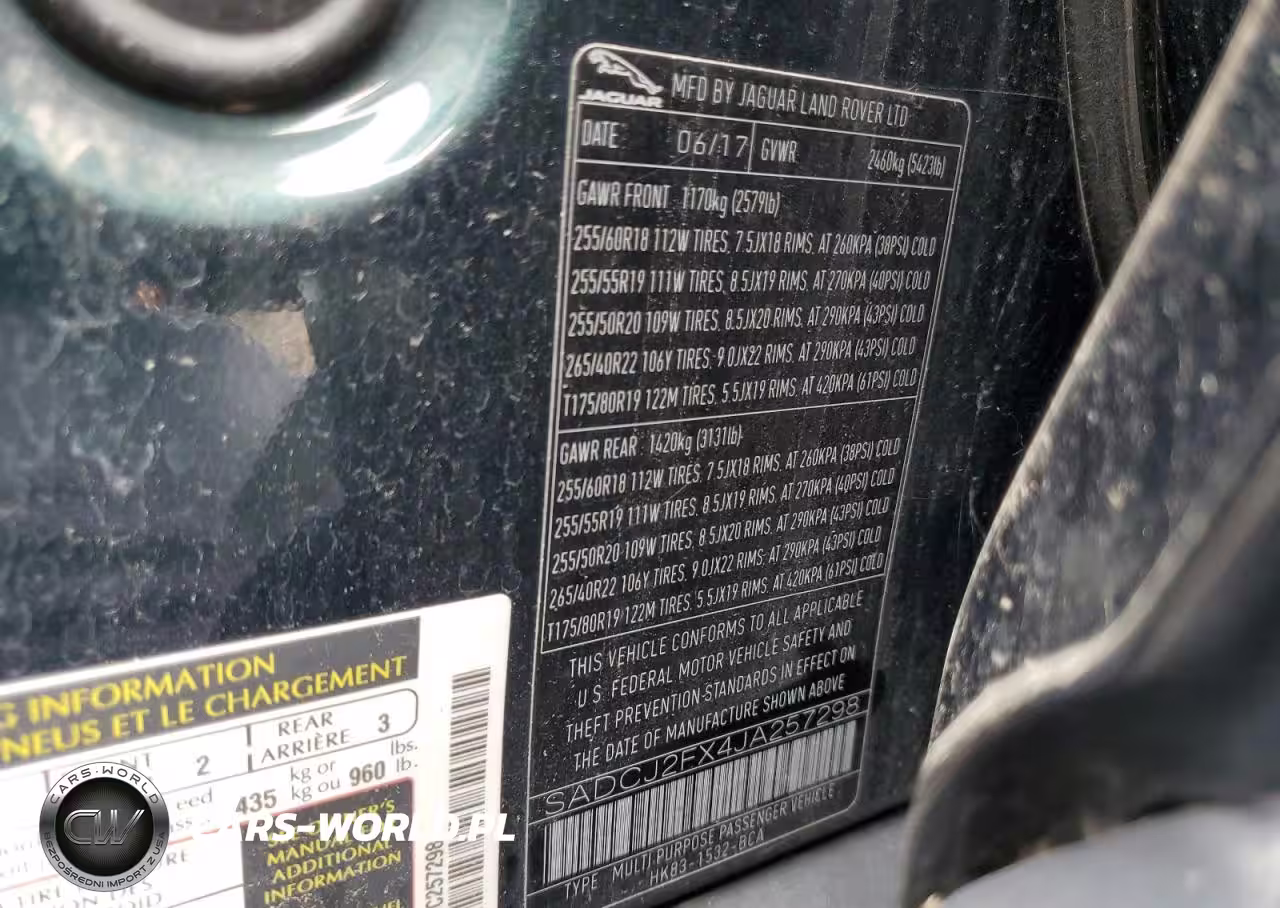 JAGUAR
MFD BY JAGUAR LAND ROVER LTD
DATE 06/17 GVWR 2460kg (5423lb)
GAWR FRONT 1170kg (2579lb)
255/60R18 112W TIRES, 7.5JX18 RIMS, AT 260KPA (38PSI) COLD
255/55R19 111W TIRES, 8.5JX19 RIMS, AT 270KPA (40PSI) COLD
255/50R20 109W TIRES, 8.5JX20 RIMS, AT 290KPA (43PSI) COLD
265/40R22 106Y TIRES, 9.0JX22 RIMS, AT 290KPA (43PSI) COLD
T175/80R19 122M TIRES, 5.5JX19 RIMS, AT 420KPA (61PSI) COLD
GAWR REAR 1420kg (3131lb)
255/60R18 112W TIRES, 7.5JX18 RIMS, AT 260KPA (38PSI) COLD
255/55R19 111W TIRES, 8.5JX19 RIMS, AT 270KPA (40PSI) COLD
255/50R20 109W TIRES, 8.5JX20 RIMS, AT 290KPA (43PSI) COLD
265/40R22 106Y TIRES, 9.0JX22 RIMS, AT 290KPA (43PSI) COLD
T175/80R19 122M TIRES, 5.5JX19 RIMS, AT 420KPA (61PSI) COLD
THIS VEHICLE CONFORMS TO ALL APPLICABLE
U.S. FEDERAL MOTOR VEHICLE SAFETY AND
THEFT PREVENTION STANDARDS IN EFFECT ON
THE DATE OF MANUFACTURE SHOWN ABOVE
SADCJ2FX4JA257298
TYPE MULTI PURPOSE PASSENGER VEHICLE
HK83-1532-BCA
G INFORMATION
NEUS ET LE CHARGEMENT
NT 2 REAR ARRIÈRE 3
eed 435 kg or kg ou 960 lbs. lb.
OWNER'S
MANUAL
ADDITIONAL
INFORMATION
C257298
CARS-WORLD
CW
BEZPOŚREDNI IMPORT Z USA
CARS-WORLD.PL